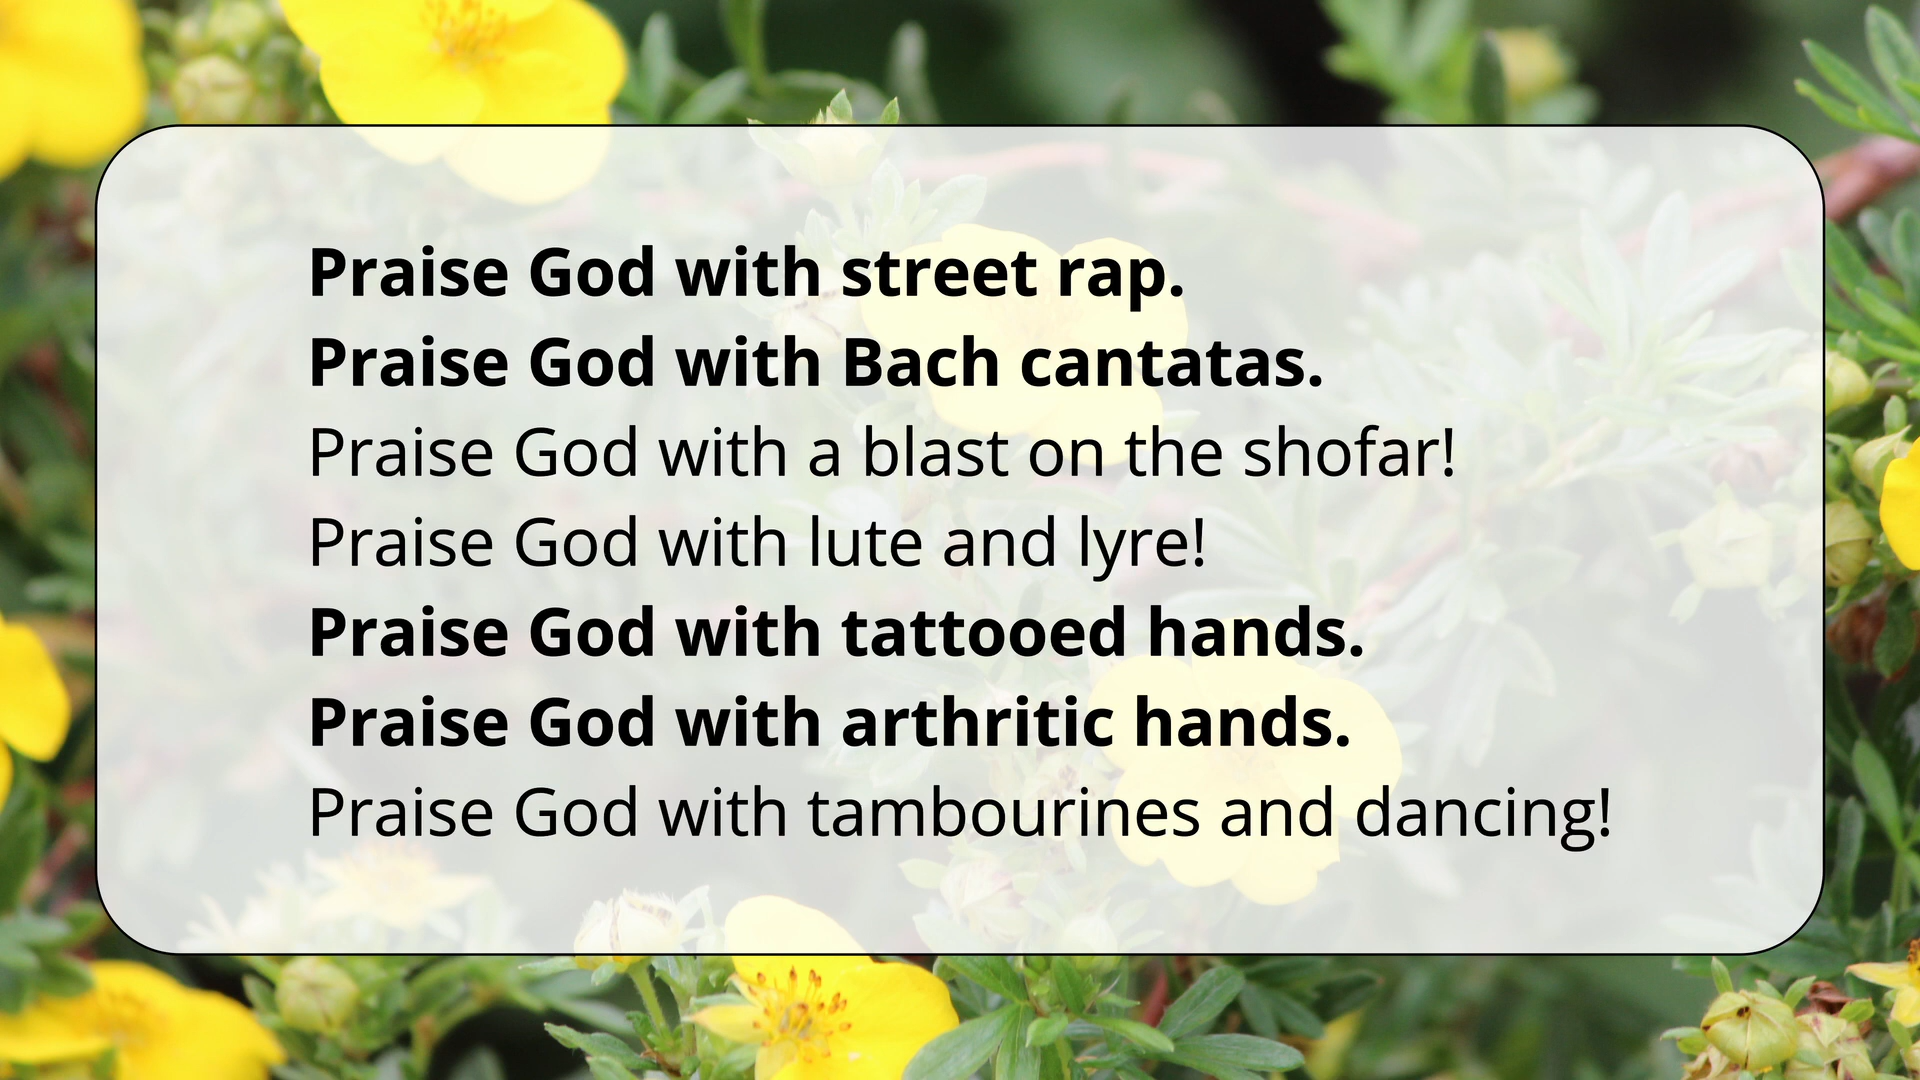 Praise God with street rap.
Praise God with Bach cantatas.
Praise God with a blast on the shofar!
Praise God with lute and lyre!
Praise God with tattooed hands.
Praise God with arthritic hands.
Praise God with tambourines and dancing!